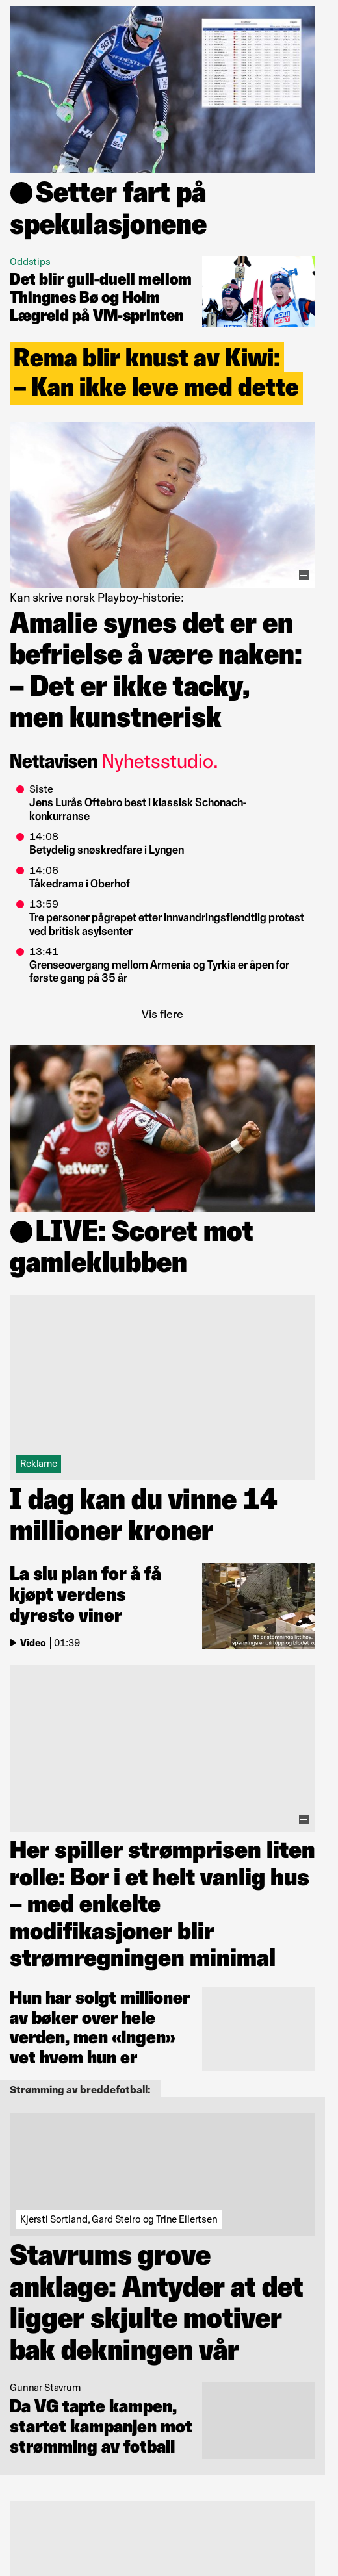 Setter fart på
spekulasjonene
Oddstips
Det blir gull-duell mellom
Thingnes Bø og Holm
Lægreid på VM-sprinten
Rema blir knust av Kiwi:
– Kan ikke leve med dette
Kan skrive norsk Playboy-historie:
Amalie synes det er en
befrielse å være naken:
– Det er ikke tacky,
men kunstnerisk
Nettavisen Nyhetsstudio.
Siste
Jens Lurås Oftebro best i klassisk Schonach-
konkurranse
14:08
Betydelig snøskredfare i Lyngen
14:06
Tåkedrama i Oberhof
13:59
Tre personer pågrepet etter innvandringsfiendtlig protest
ved britisk asylsenter
13:41
Grenseovergang mellom Armenia og Tyrkia er åpen for
første gang på 35 år
Vis flere
betway
LIVE: Scoret mot
gamleklubben
Reklame
I dag kan du vinne 14
millioner kroner
La slu plan for å få
kjøpt verdens
dyreste viner
Video 01:39
Her spiller strømprisen liten
rolle: Bor i et helt vanlig hus
– med enkelte
modifikasjoner blir
strømregningen minimal
Hun har solgt millioner
av bøker over hele
verden, men «ingen»
vet hvem hun er
Strømming av breddefotball:
Kjersti Sortland, Gard Steiro og Trine Eilertsen
Stavrums grove
anklage: Antyder at det
ligger skjulte motiver
bak dekningen vår
Gunnar Stavrum
Da VG tapte kampen,
startet kampanjen mot
strømming av fotball